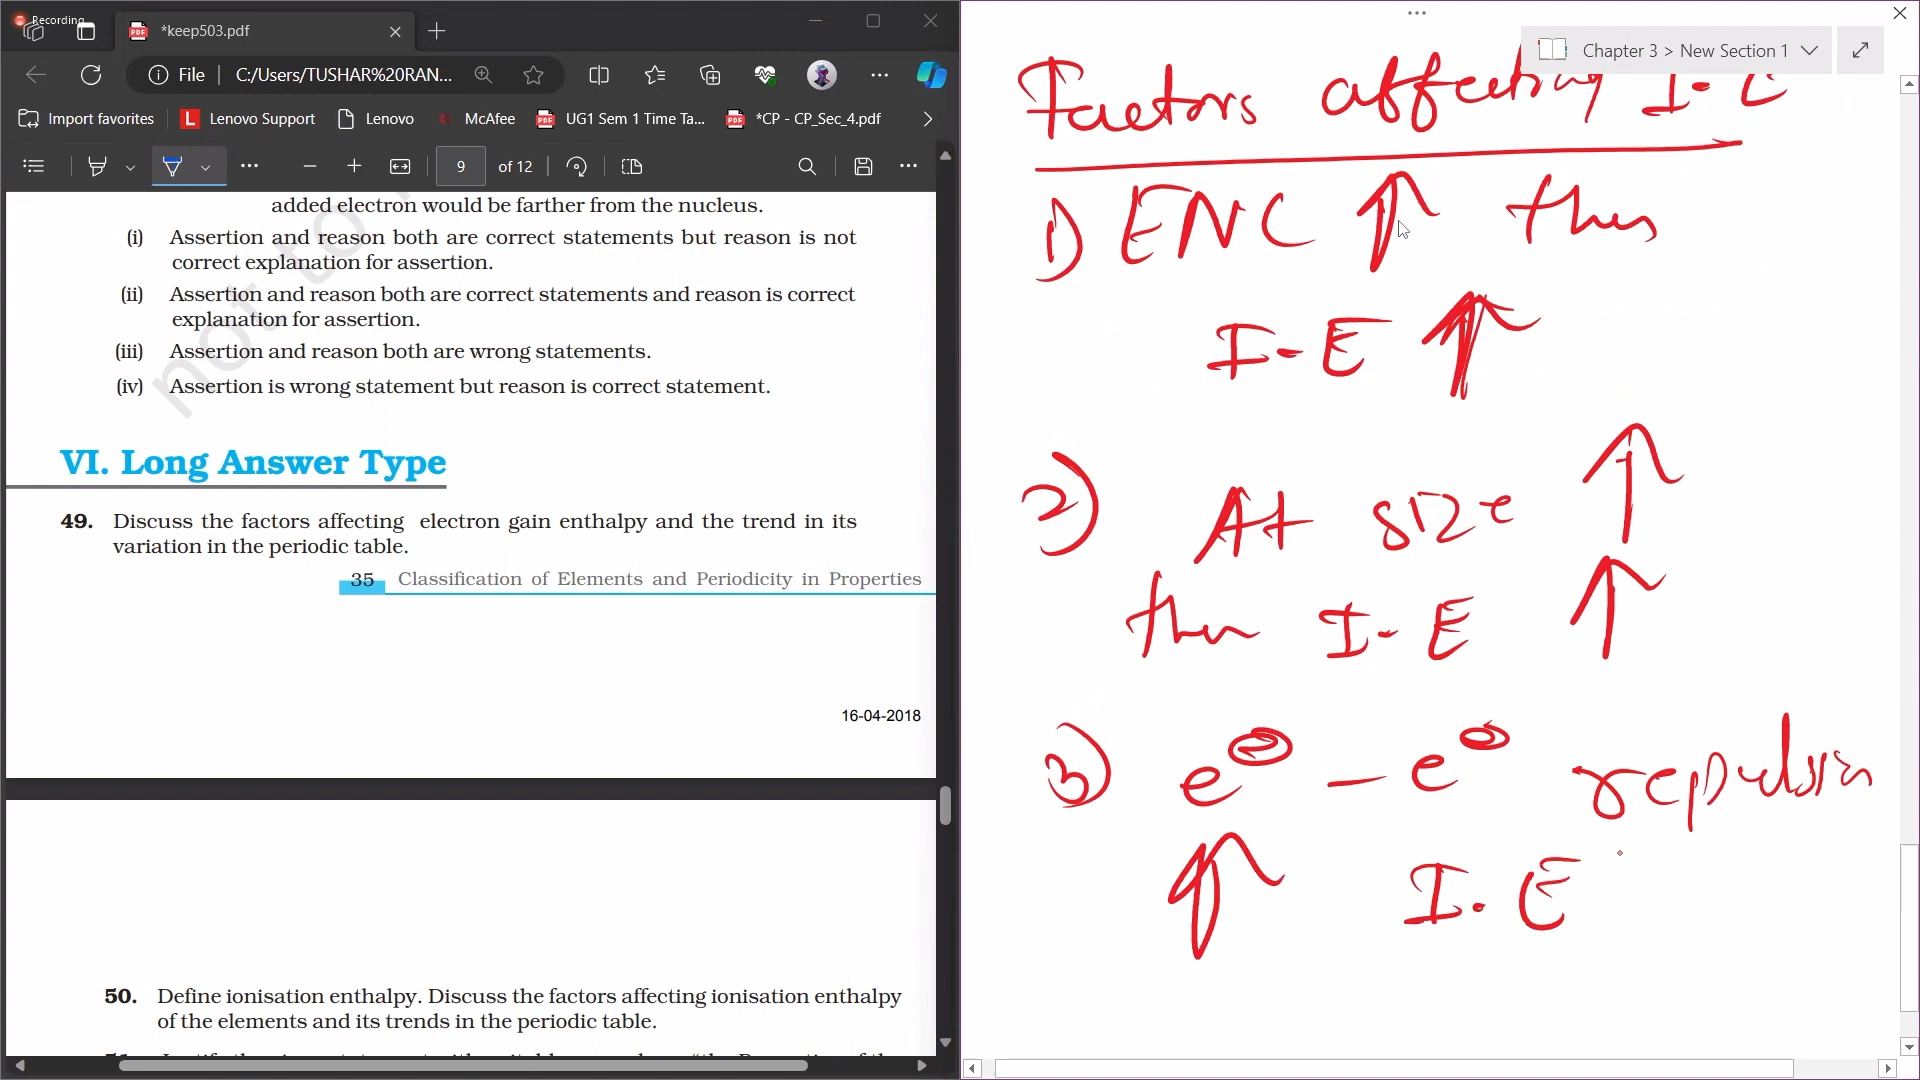 Recording
*keep503.pdf
File
C:/Users/TUSHAR%20RAN...
Import favorites
Lenovo Support
Lenovo
McAfee
UG1 Sem 1 Time Ta...
*CP - CP_Sec_4.pdf
9 of 12
added electron would be farther from the nucleus.
(i) Assertion and reason both are correct statements but reason is not
correct explanation for assertion.
(ii) Assertion and reason both are correct statements and reason is correct
explanation for assertion.
(iii) Assertion and reason both are wrong statements.
(iv) Assertion is wrong statement but reason is correct statement.
not to
VI. Long Answer Type
49. Discuss the factors affecting electron gain enthalpy and the trend in its
variation in the periodic table.
35 Classification of Elements and Periodicity in Properties
16-04-2018
50. Define ionisation enthalpy. Discuss the factors affecting ionisation enthalpy
of the elements and its trends in the periodic table.
Chapter 3 > New Section 1
Factors affecting I-E
1) ENC ↑ then
I-E ↑
2) At size ↑
then I-E ↑
3) e⊖ - e⊖ repulsion
↑ I.E